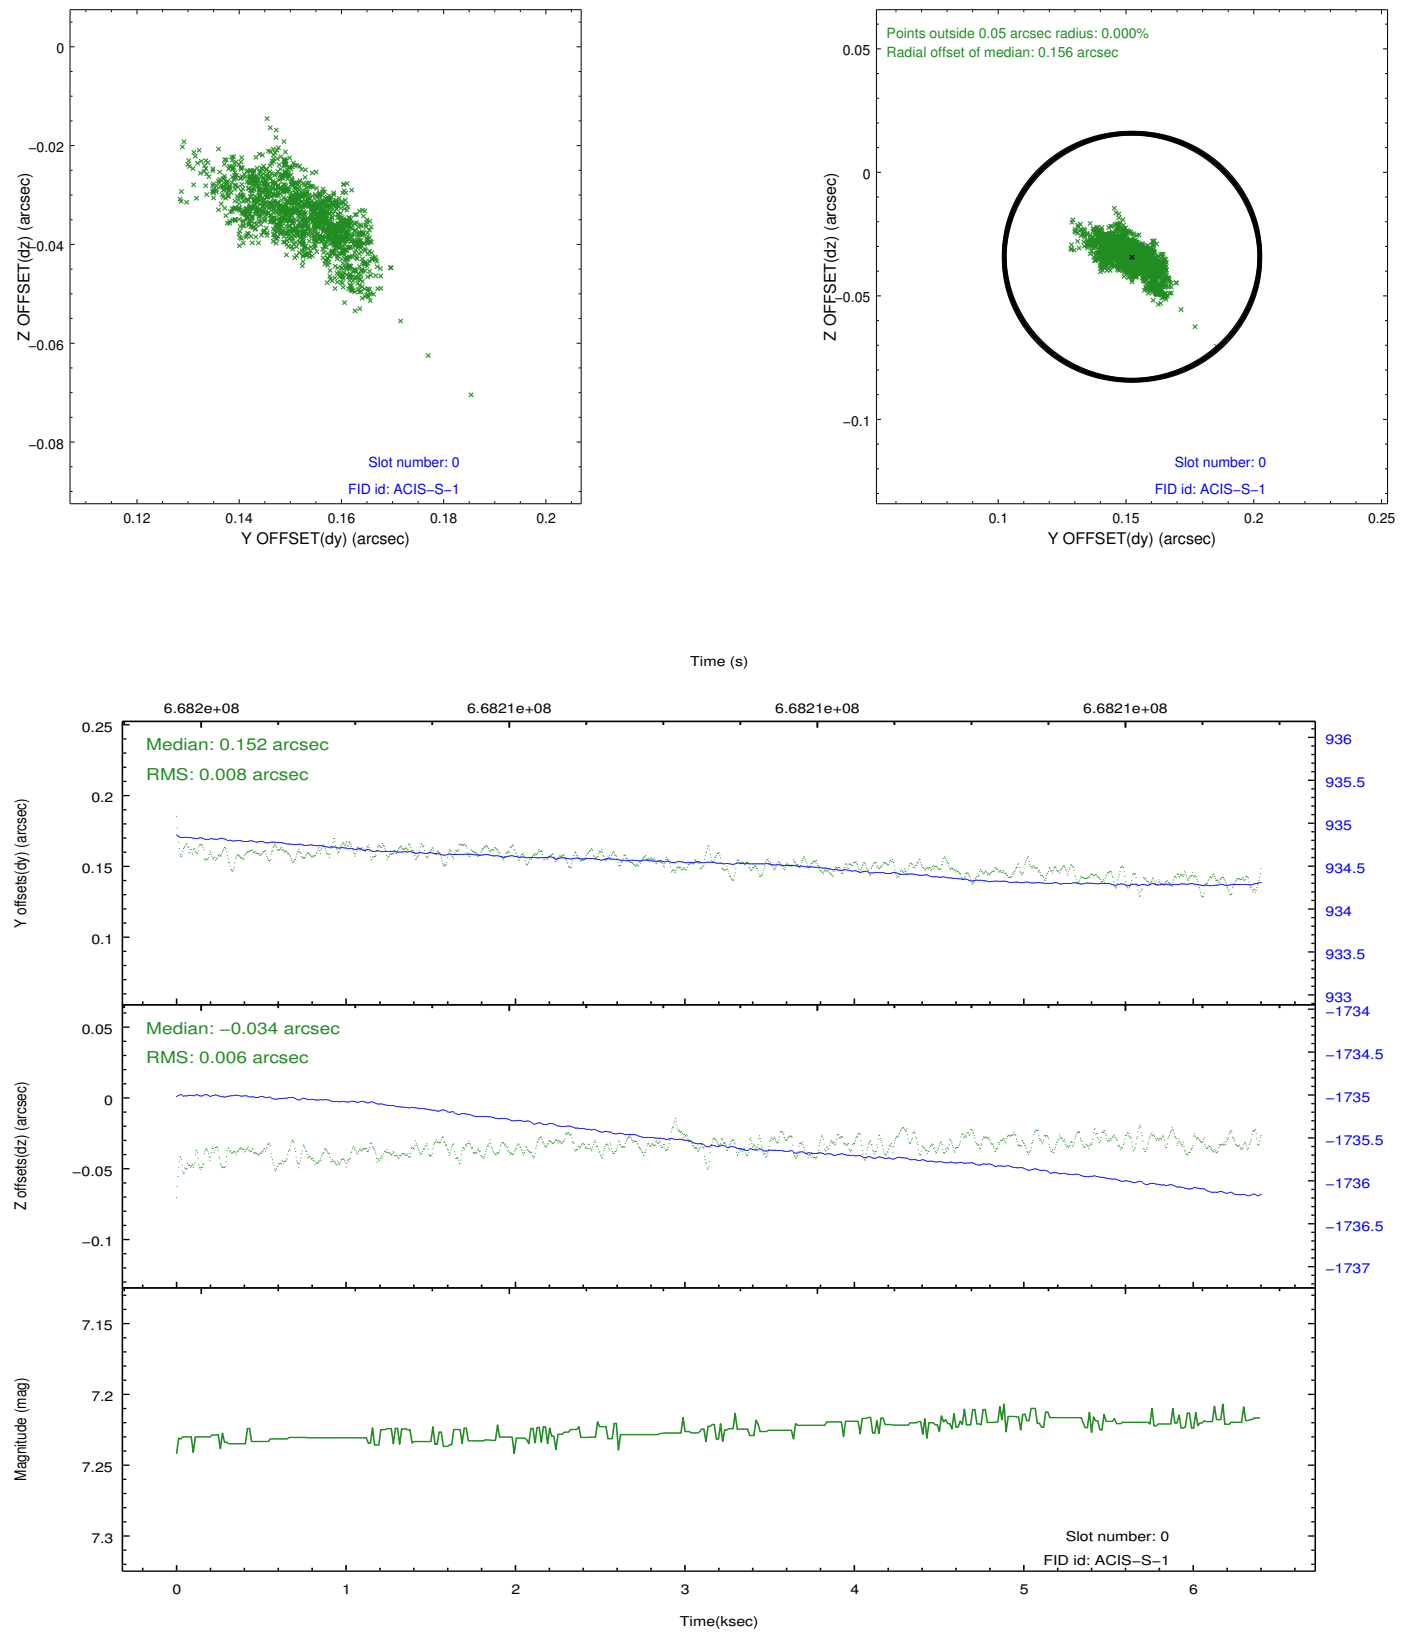 0
−0.02
−0.04
−0.06
−0.08
Z OFFSET(dz) (arcsec)
Slot number: 0
FID id: ACIS−S−1
0.12
0.14
0.16
0.18
0.2
Y OFFSET(dy) (arcsec)
Points outside 0.05 arcsec radius: 0.000%
Radial offset of median: 0.156 arcsec
0.05
0
−0.05
−0.1
Z OFFSET(dz) (arcsec)
Slot number: 0
FID id: ACIS−S−1
0.1
0.15
0.2
0.25
Y OFFSET(dy) (arcsec)
Time (s)
6.682e+08
6.6821e+08
6.6821e+08
6.6821e+08
Median: 0.152 arcsec
RMS: 0.008 arcsec
0.25
0.2
0.15
0.1
Y offsets(dy) (arcsec)
936
935.5
935
934.5
934
933.5
933
Median: −0.034 arcsec
RMS: 0.006 arcsec
0.05
0
−0.05
−0.1
Z offsets(dz) (arcsec)
−1734
−1734.5
−1735
−1735.5
−1736
−1736.5
−1737
7.15
7.2
7.25
7.3
Magnitude (mag)
Slot number: 0
FID id: ACIS−S−1
0
1
2
3
4
5
6
Time(ksec)